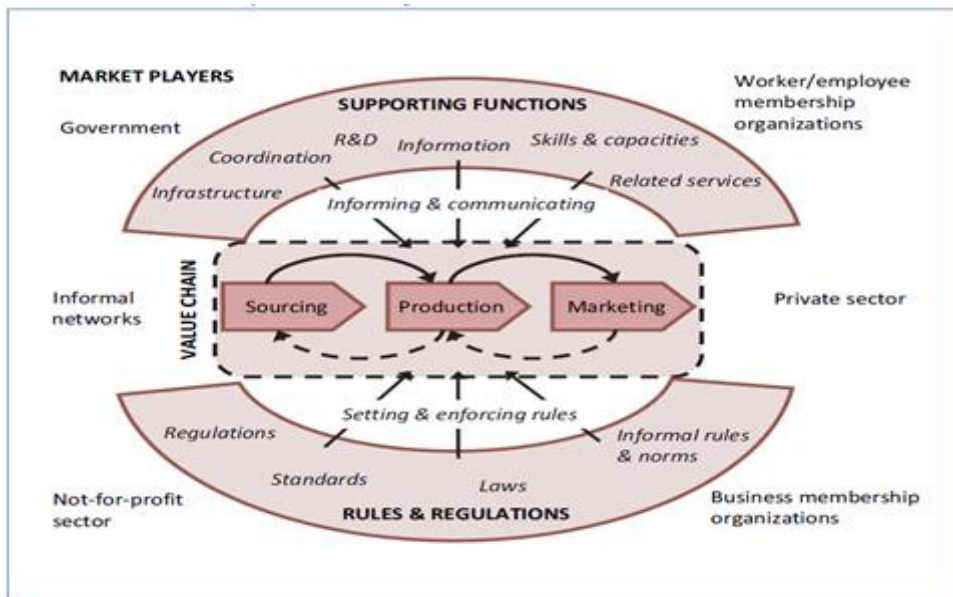 MARKET PLAYERS
Government
SUPPORTING FUNCTIONS
R&D
Information
Skills & capacities
Coordination
Infrastructure
Related services
Worker/employee
membership
organizations
Informing & communicating
VALUE CHAIN
Sourcing
Production
Marketing
Informal
networks
Private sector
Setting & enforcing rules
Regulations
Standards
Laws
Informal rules
& norms
RULES & REGULATIONS
Not-for-profit
sector
Business membership
organizations